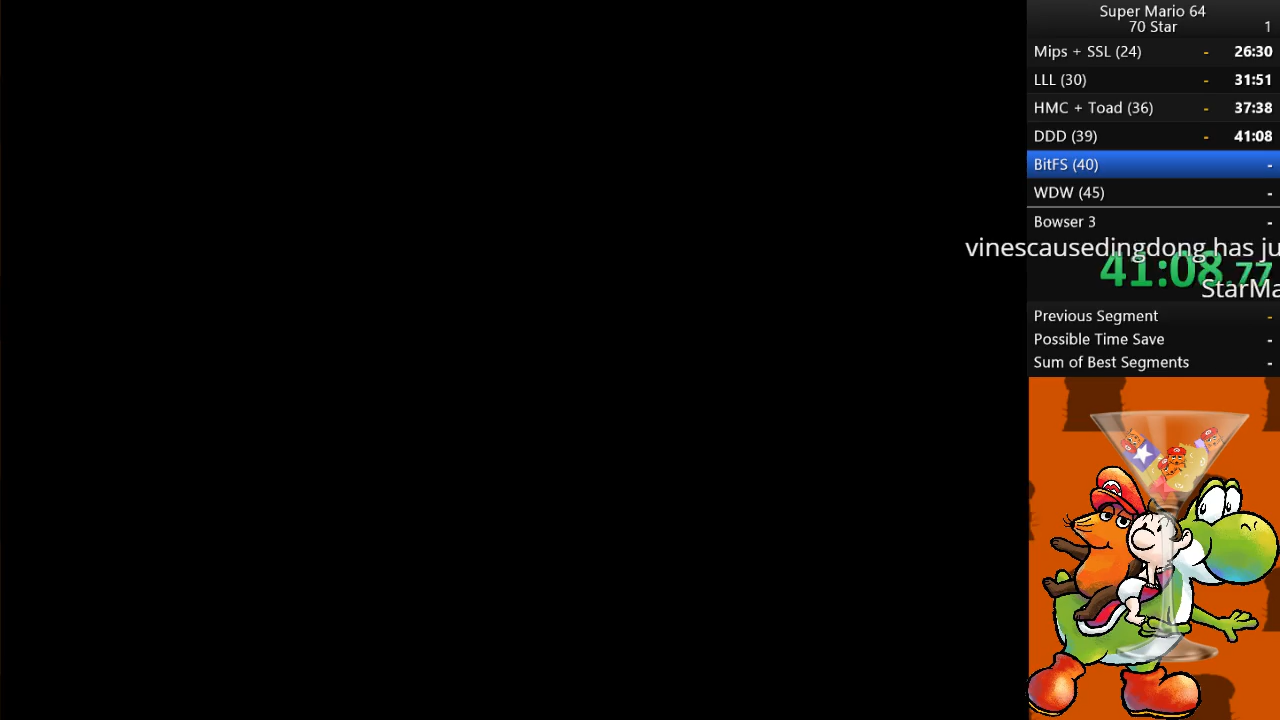 Super Mario 64
70 Star 1
Mips + SSL (24) - 26:30
LLL (30) - 31:51
HMC + Toad (36) - 37:38
DDD (39) - 41:08
BitFS (40) -
WDW (45) -
Bowser 3 -
vinescausedingdong has ju
41:08.77
StarMa
Previous Segment -
Possible Time Save -
Sum of Best Segments -